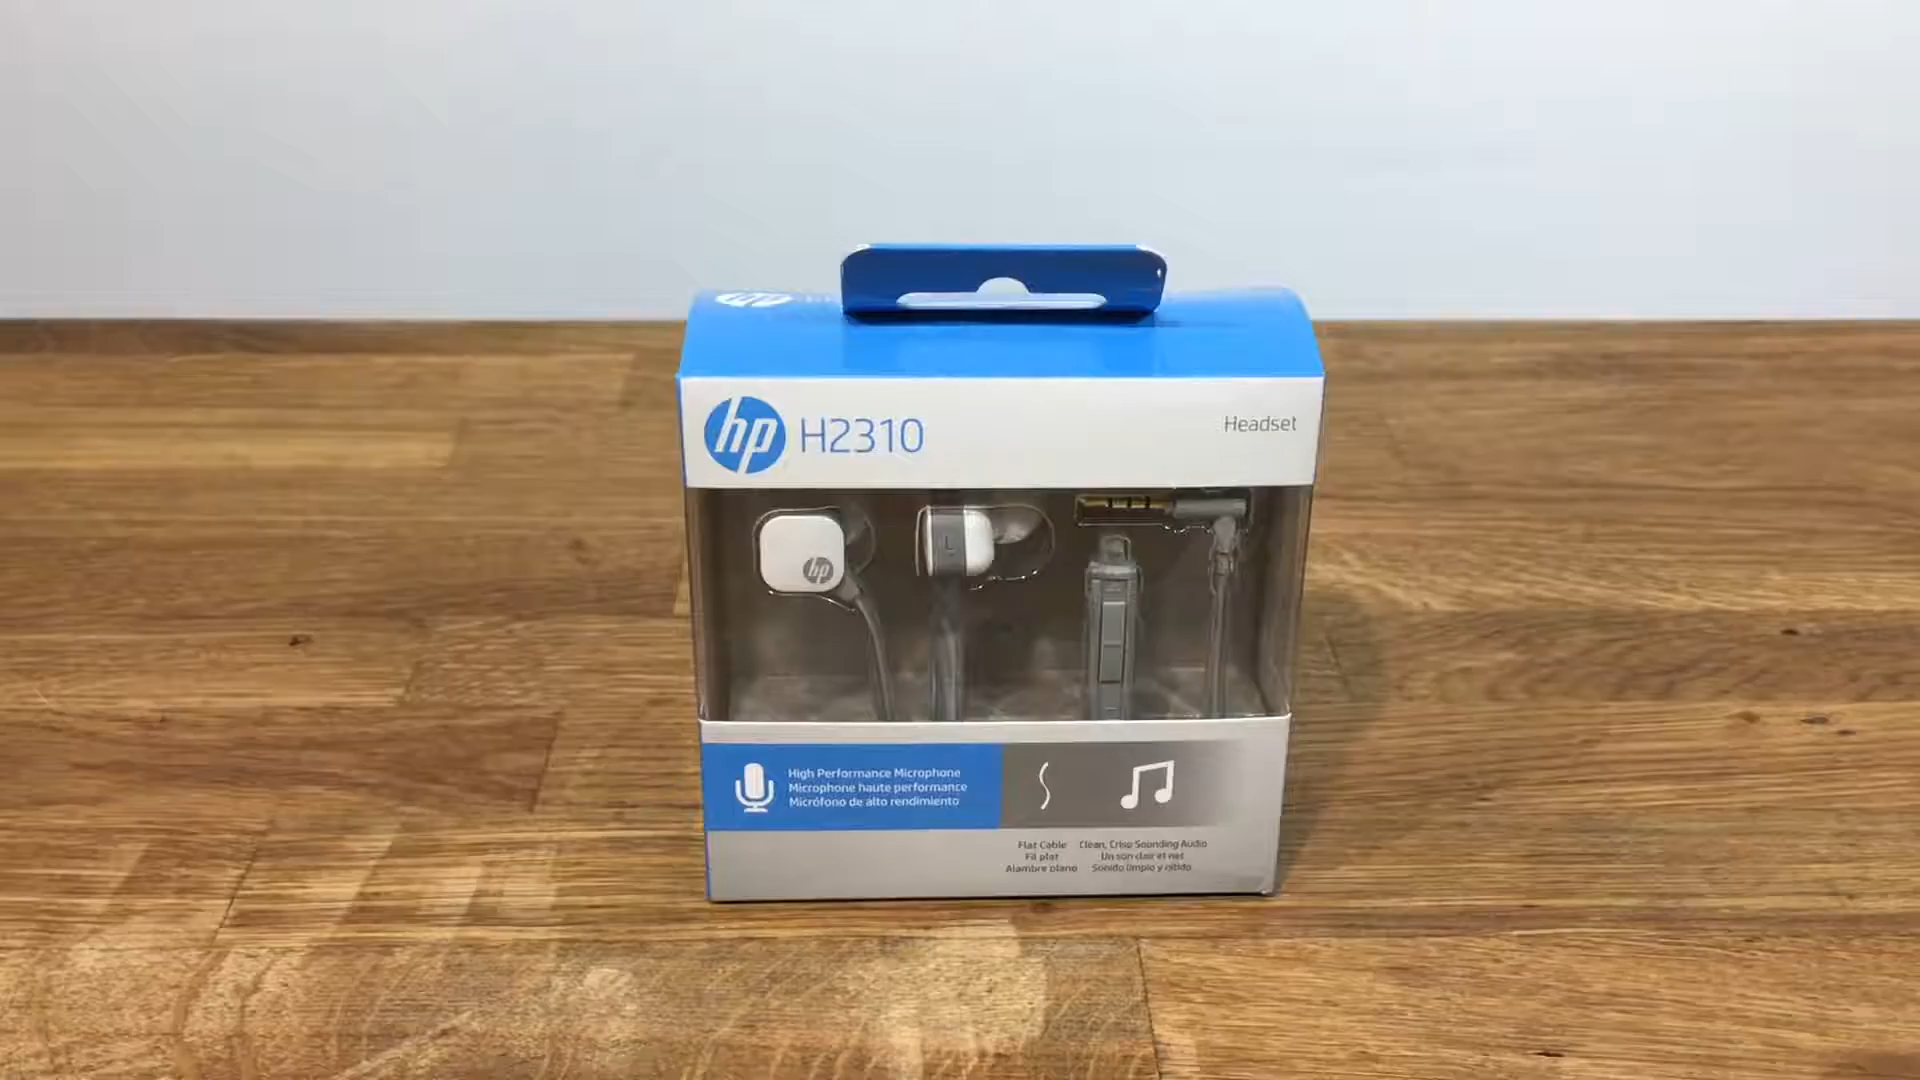 hp
hp H2310
Headset
hp
L
High Performance Microphone
Microphone haute performance
Micrófono de alto rendimiento
Flat Cable
Fil plat
Alambre plano
Clean, Crisp Sounding Audio
Un son clair et net
Sonido limpio y nítido